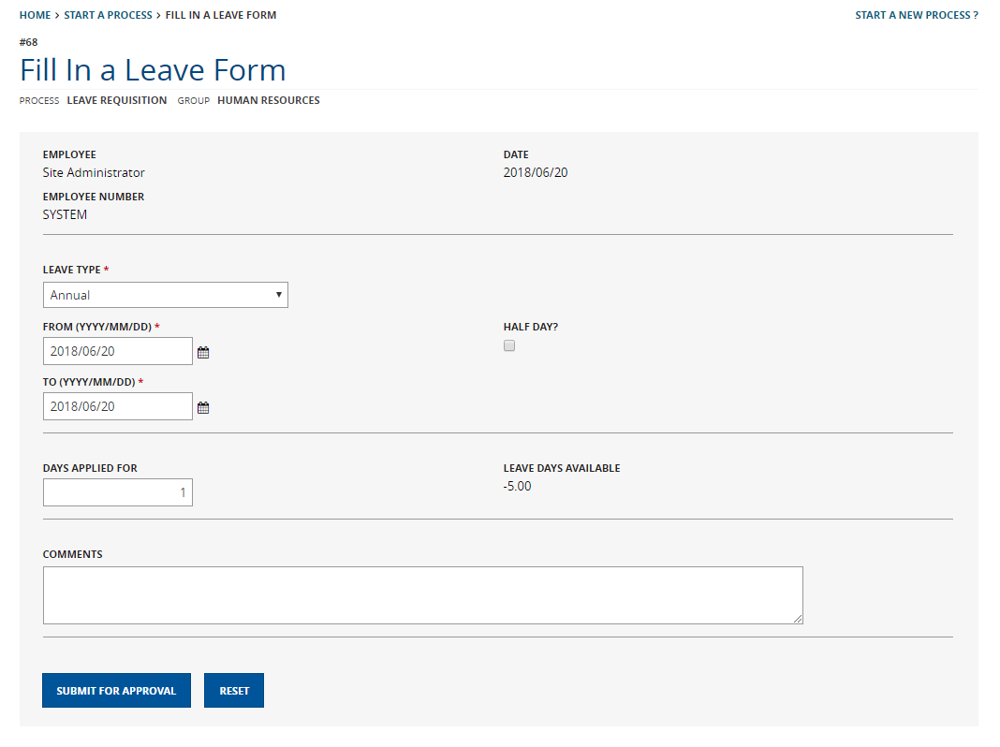 HOME > START A PROCESS > FILL IN A LEAVE FORM
START A NEW PROCESS ?
#68
Fill In a Leave Form
PROCESS LEAVE REQUISITION GROUP HUMAN RESOURCES
EMPLOYEE
Site Administrator
DATE
2018/06/20
EMPLOYEE NUMBER
SYSTEM
LEAVE TYPE *
Annual
FROM (YYYY/MM/DD) *
2018/06/20
HALF DAY?
TO (YYYY/MM/DD) *
2018/06/20
DAYS APPLIED FOR
1
LEAVE DAYS AVAILABLE
-5.00
COMMENTS
SUBMIT FOR APPROVAL
RESET